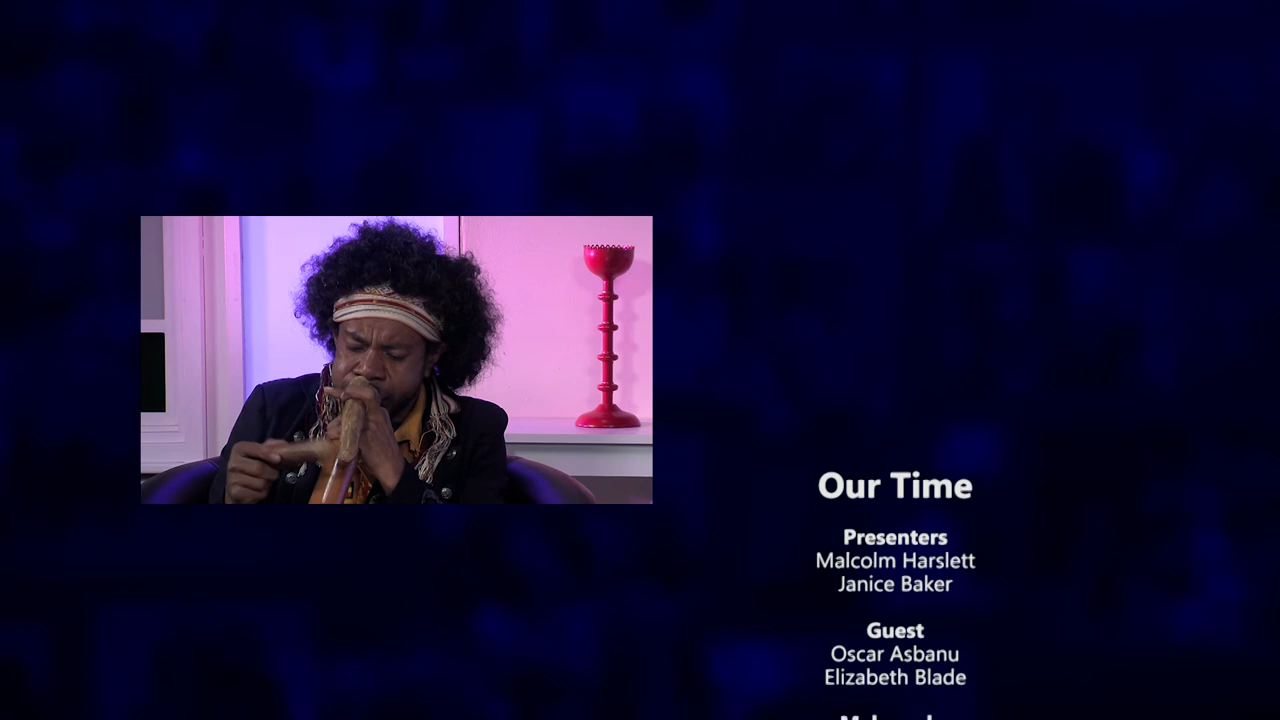 Our Time
Presenters
Malcolm Harslett
Janice Baker
Guest
Oscar Asbanu
Elizabeth Blade